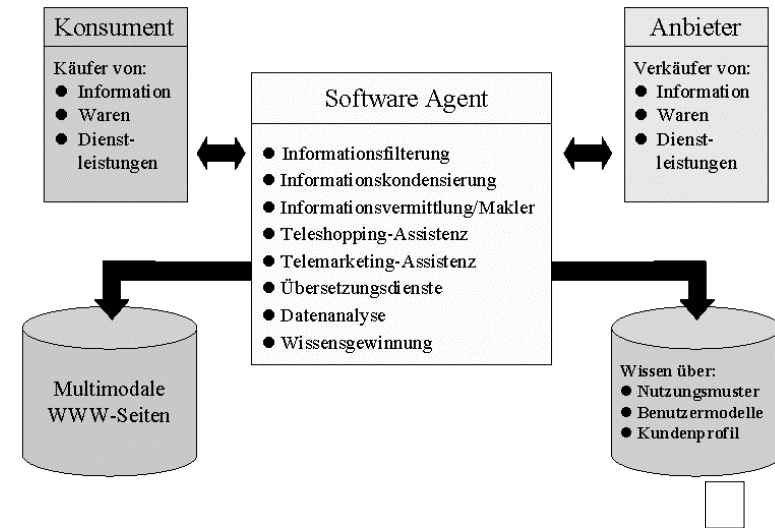 Konsument
Käufer von:
● Information
● Waren
● Dienst-
leistungen
Software Agent
● Informationsfilterung
● Informationskondensierung
● Informationsvermittlung/Makler
● Teleshopping-Assistenz
● Telemarketing-Assistenz
● Übersetzungsdienste
● Datenanalyse
● Wissensgewinnung
Anbieter
Verkäufer von:
● Information
● Waren
● Dienst-
leistungen
Multimodale
WWW-Seiten
Wissen über:
● Nutzungsmuster
● Benutzermodelle
● Kundenprofil